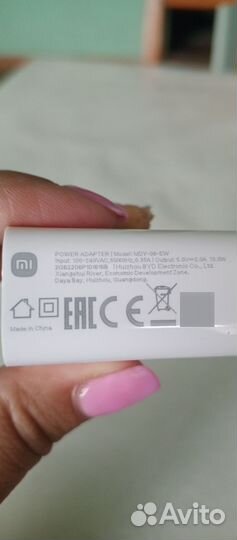 mi
POWER ADAPTER | Model: MDY-08-EW
Input: 100-240VAC, 50/60Hz, 0.35A | Output: 5.0V⎓2.0A, 10.0W
Huizhou BYD Electronic Co., Ltd.
Xiangshui River, Economic Development Zone,
Daya Bay, Huizhou, Guangdong,
Made in China
EAC CE
Avito